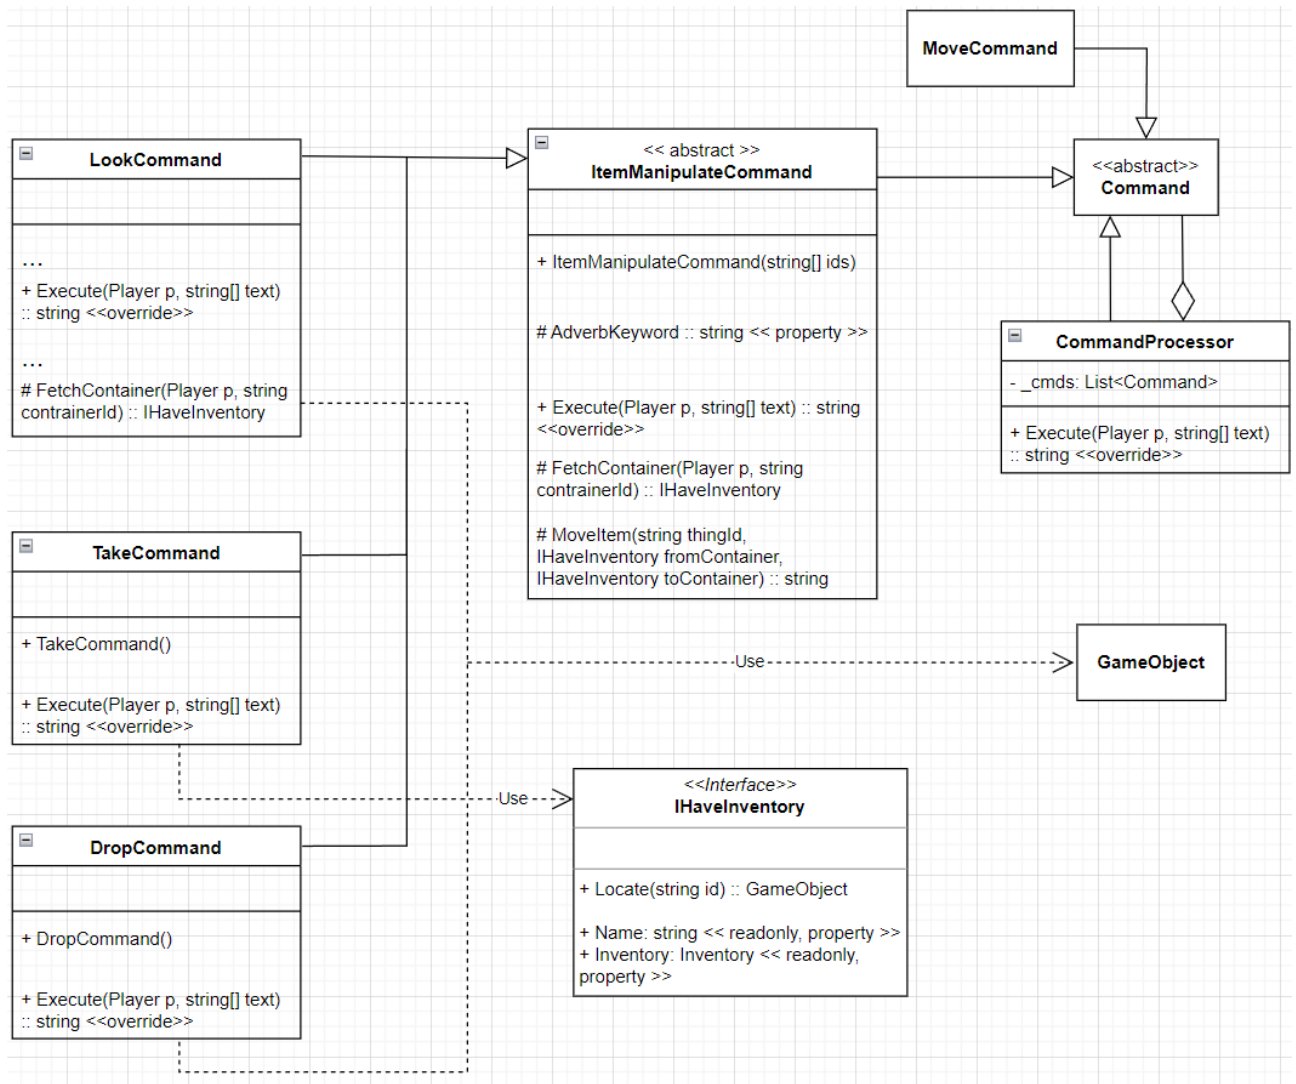 MoveCommand
<<abstract>>
Command
LookCommand
...
+ Execute(Player p, string[] text)
:: string <<override>>
...
# FetchContainer(Player p, string
contrainerId) :: IHaveInventory
<< abstract >>
ItemManipulateCommand
+ ItemManipulateCommand(string[] ids)
# AdverbKeyword :: string << property >>
+ Execute(Player p, string[] text) :: string
<<override>>
# FetchContainer(Player p, string
contrainerId) :: IHaveInventory
# MoveItem(string thingId,
IHaveInventory fromContainer,
IHaveInventory toContainer) :: string
CommandProcessor
- _cmds: List<Command>
+ Execute(Player p, string[] text)
:: string <<override>>
TakeCommand
+ TakeCommand()
+ Execute(Player p, string[] text)
:: string <<override>>
Use
GameObject
Use
<<Interface>>
IHaveInventory
+ Locate(string id) :: GameObject
+ Name: string << readonly, property >>
+ Inventory: Inventory << readonly,
property >>
DropCommand
+ DropCommand()
+ Execute(Player p, string[] text)
:: string <<override>>